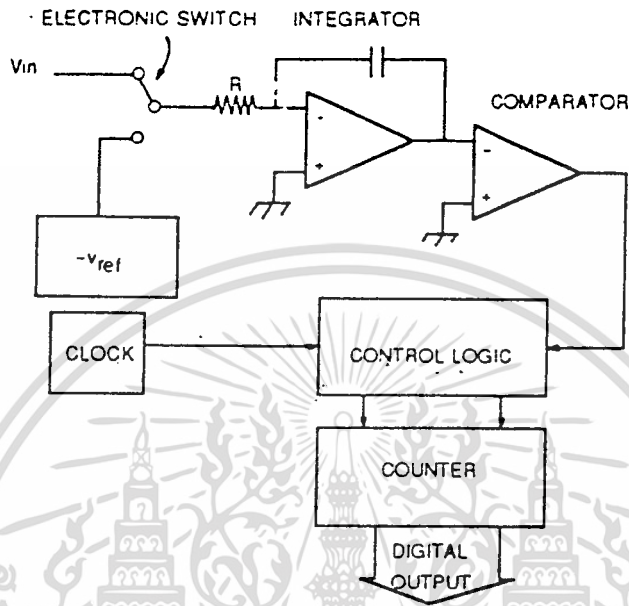 ELECTRONIC SWITCH
INTEGRATOR
Vin
R
COMPARATOR
-
+
-
+
-Vref
CLOCK
CONTROL LOGIC
COUNTER
DIGITAL
OUTPUT